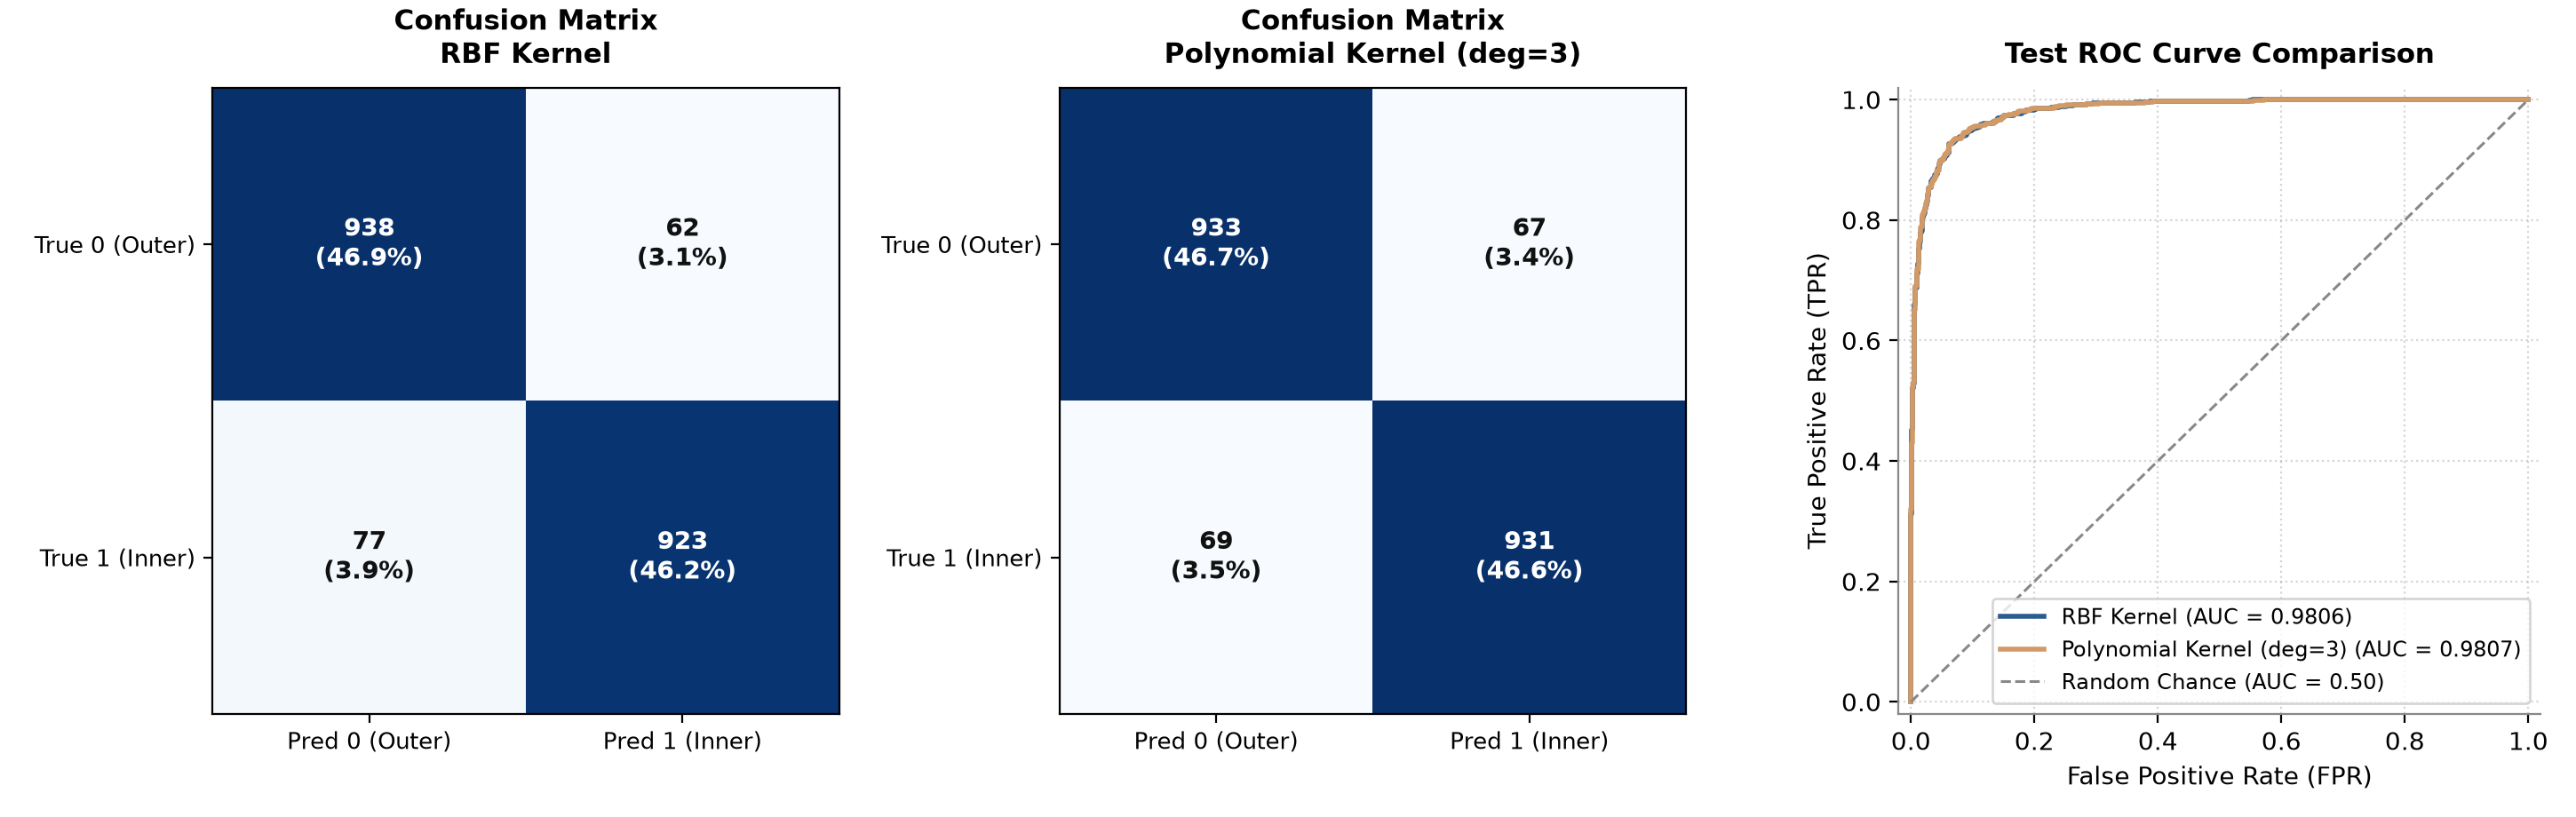 Confusion Matrix
RBF Kernel
True 0 (Outer)
938
(46.9%)
62
(3.1%)
True 1 (Inner)
77
(3.9%)
923
(46.2%)
Pred 0 (Outer)
Pred 1 (Inner)
Confusion Matrix
Polynomial Kernel (deg=3)
True 0 (Outer)
933
(46.7%)
67
(3.4%)
True 1 (Inner)
69
(3.5%)
931
(46.6%)
Pred 0 (Outer)
Pred 1 (Inner)
Test ROC Curve Comparison
True Positive Rate (TPR)
1.0
0.8
0.6
0.4
0.2
0.0
RBF Kernel (AUC = 0.9806)
Polynomial Kernel (deg=3) (AUC = 0.9807)
Random Chance (AUC = 0.50)
0.0
0.2
0.4
0.6
0.8
1.0
False Positive Rate (FPR)